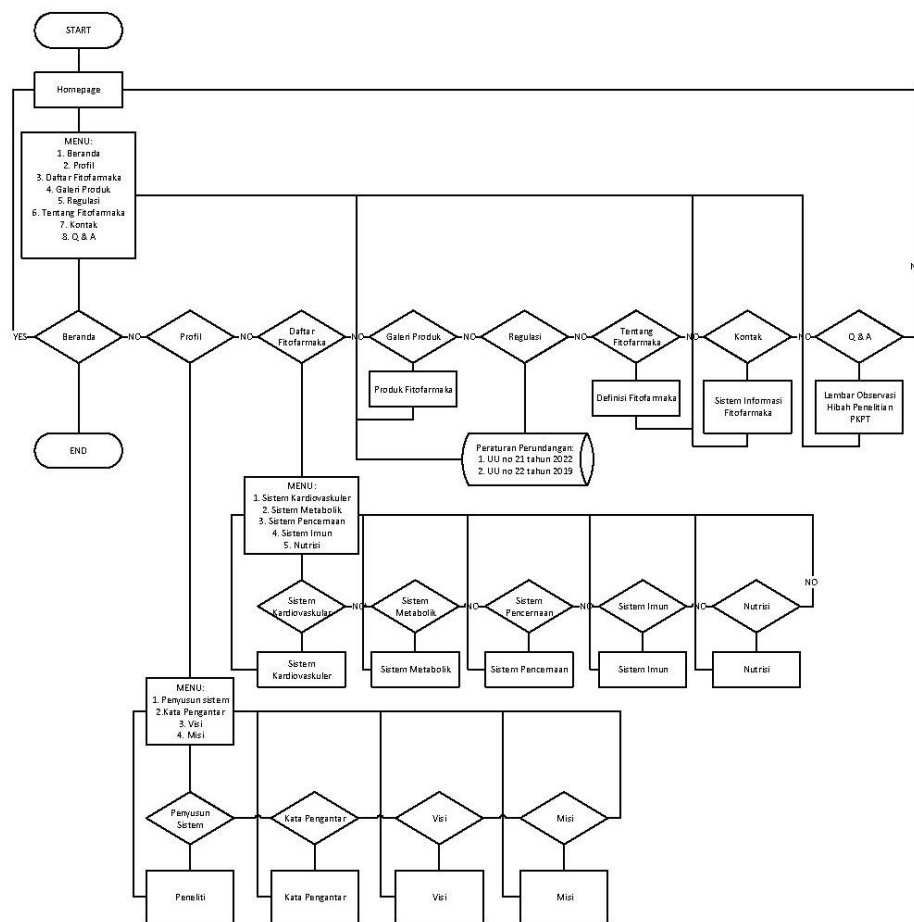 START
Homepage
MENU:
1. Beranda
2. Profil
3. Daftar Fitofarmaka
4. Galeri Produk
5. Regulasi
6. Tentang Fitofarmaka
7. Kontak
8. Q & A
YES
Beranda
NO
Profil
NO
Daftar
Fitofarmaka
NO
Galeri Produk
NO
Regulasi
NO
Tentang
Fitofarmaka
NO
Kontak
NO
Q & A
Produk Fitofarmaka
Definisi Fitofarmaka
Sistem Informasi
Fitofarmaka
Lembar Observasi
Hibah Penelitian
PKPT
END
Peraturan Perundangan:
1. UU no 21 tahun 2022
2. UU no 22 tahun 2019
MENU:
1. Sistem Kardiovaskuler
2. Sistem Metabolik
3. Sistem Pencernaan
4. Sistem Imun
5. Nutrisi
NO
Sistem
Kardiovaskular
NO
Sistem
Metabolik
NO
Sistem
Pencernaan
NO
Sistem Imun
NO
Nutrisi
Sistem
Kardiovaskuler
Sistem Metabolik
Sistem Pencernaan
Sistem Imun
Nutrisi
MENU:
1. Penyusun sistem
2.Kata Pengantar
3. Visi
4. Misi
Penyusun
Sistem
Kata Pengantar
Visi
Misi
Peneliti
Kata Pengantar
Visi
Misi